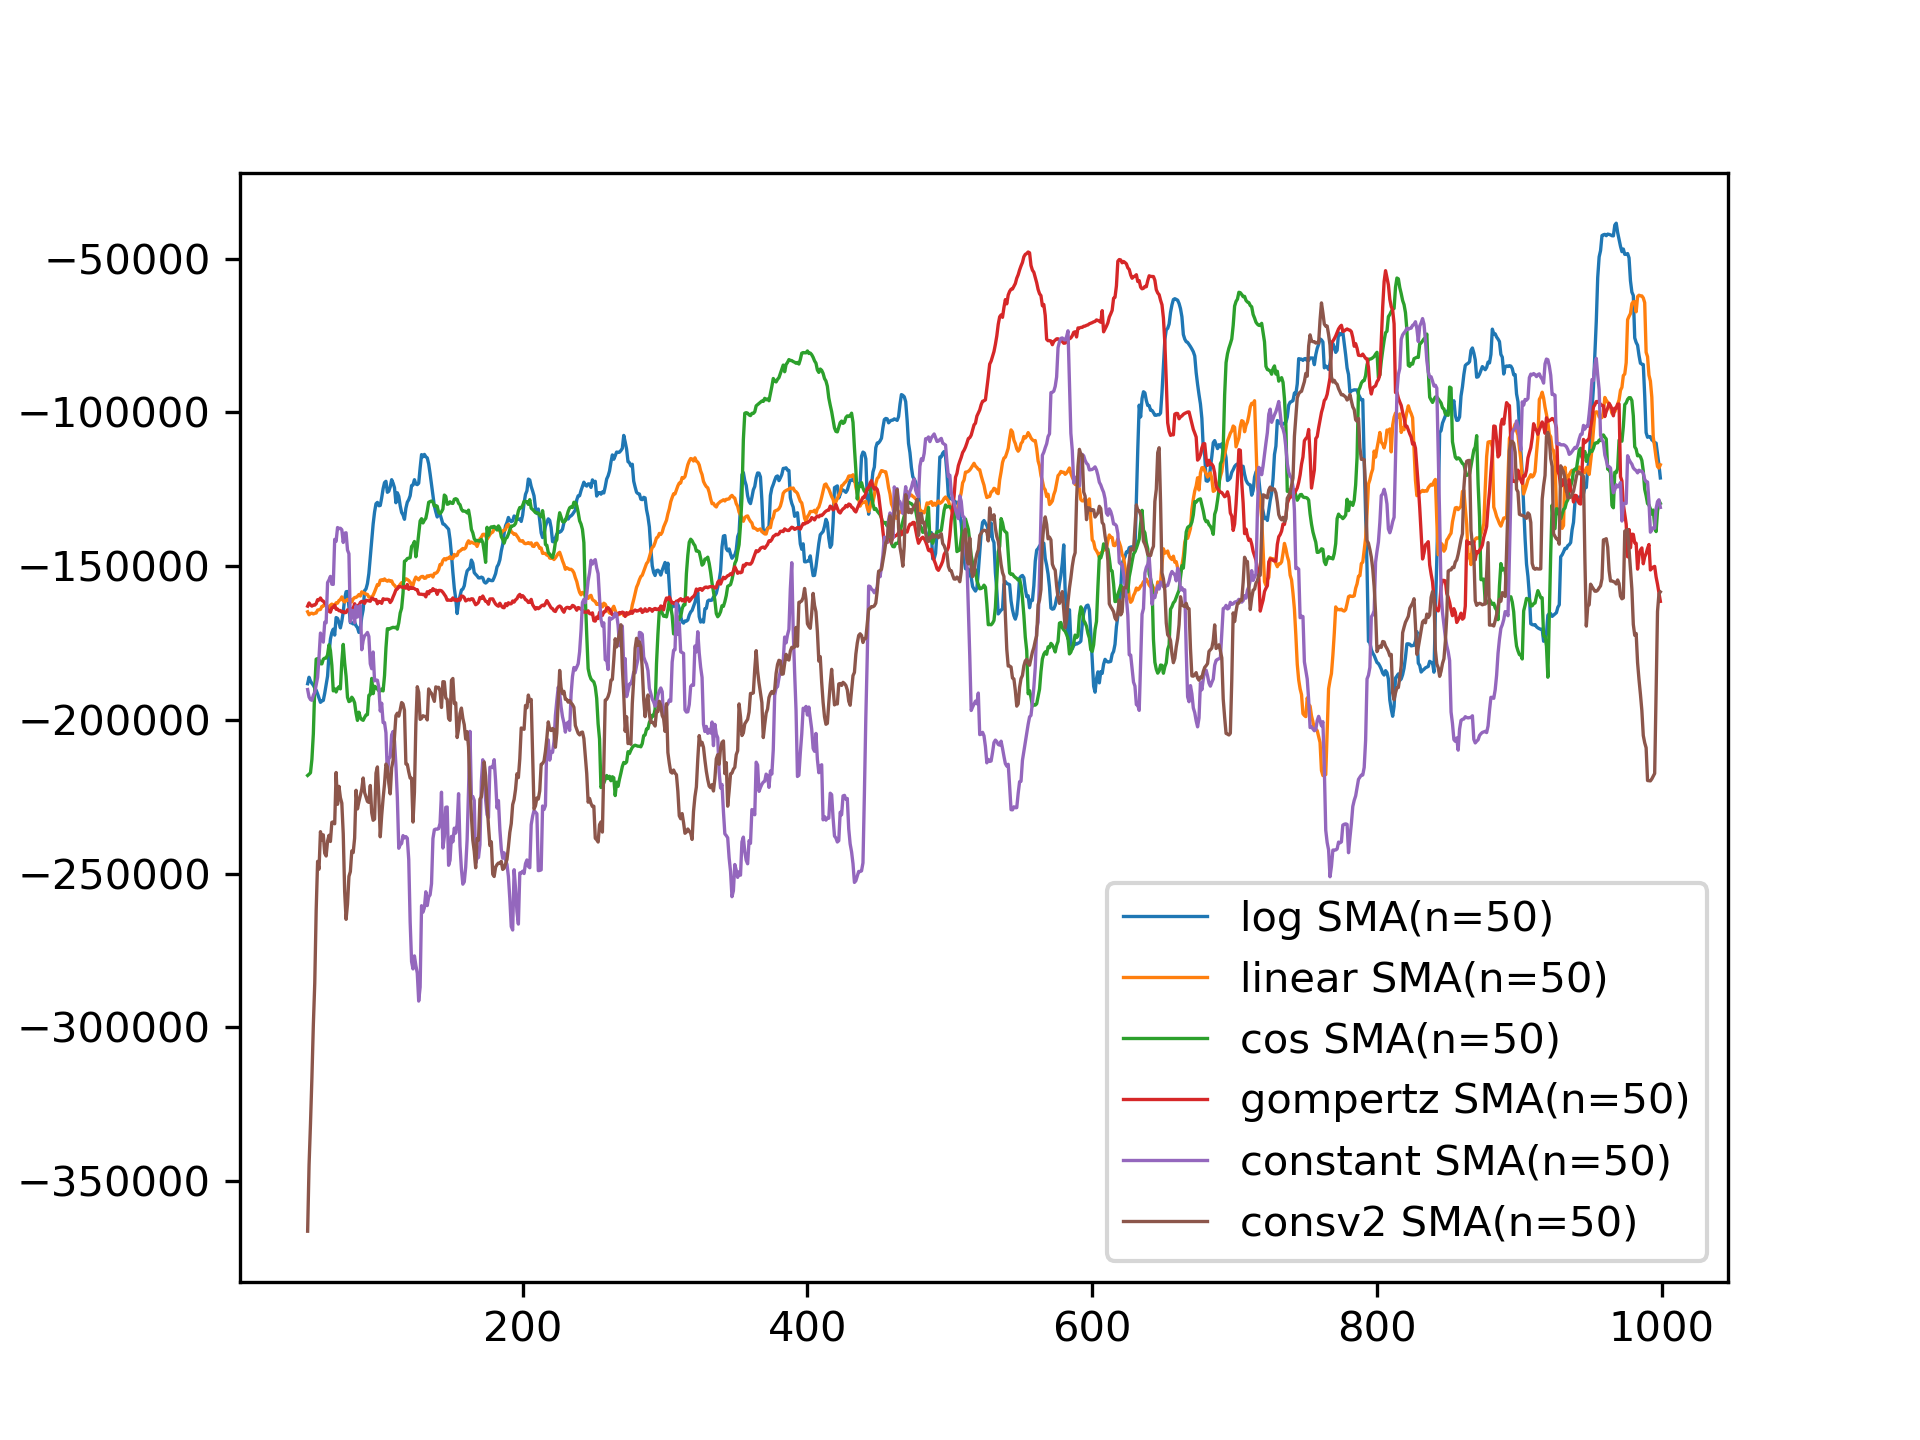 −50000
−100000
−150000
−200000
−250000
−300000
−350000
200 400 600 800 1000
log SMA(n=50)
linear SMA(n=50)
cos SMA(n=50)
gompertz SMA(n=50)
constant SMA(n=50)
consv2 SMA(n=50)